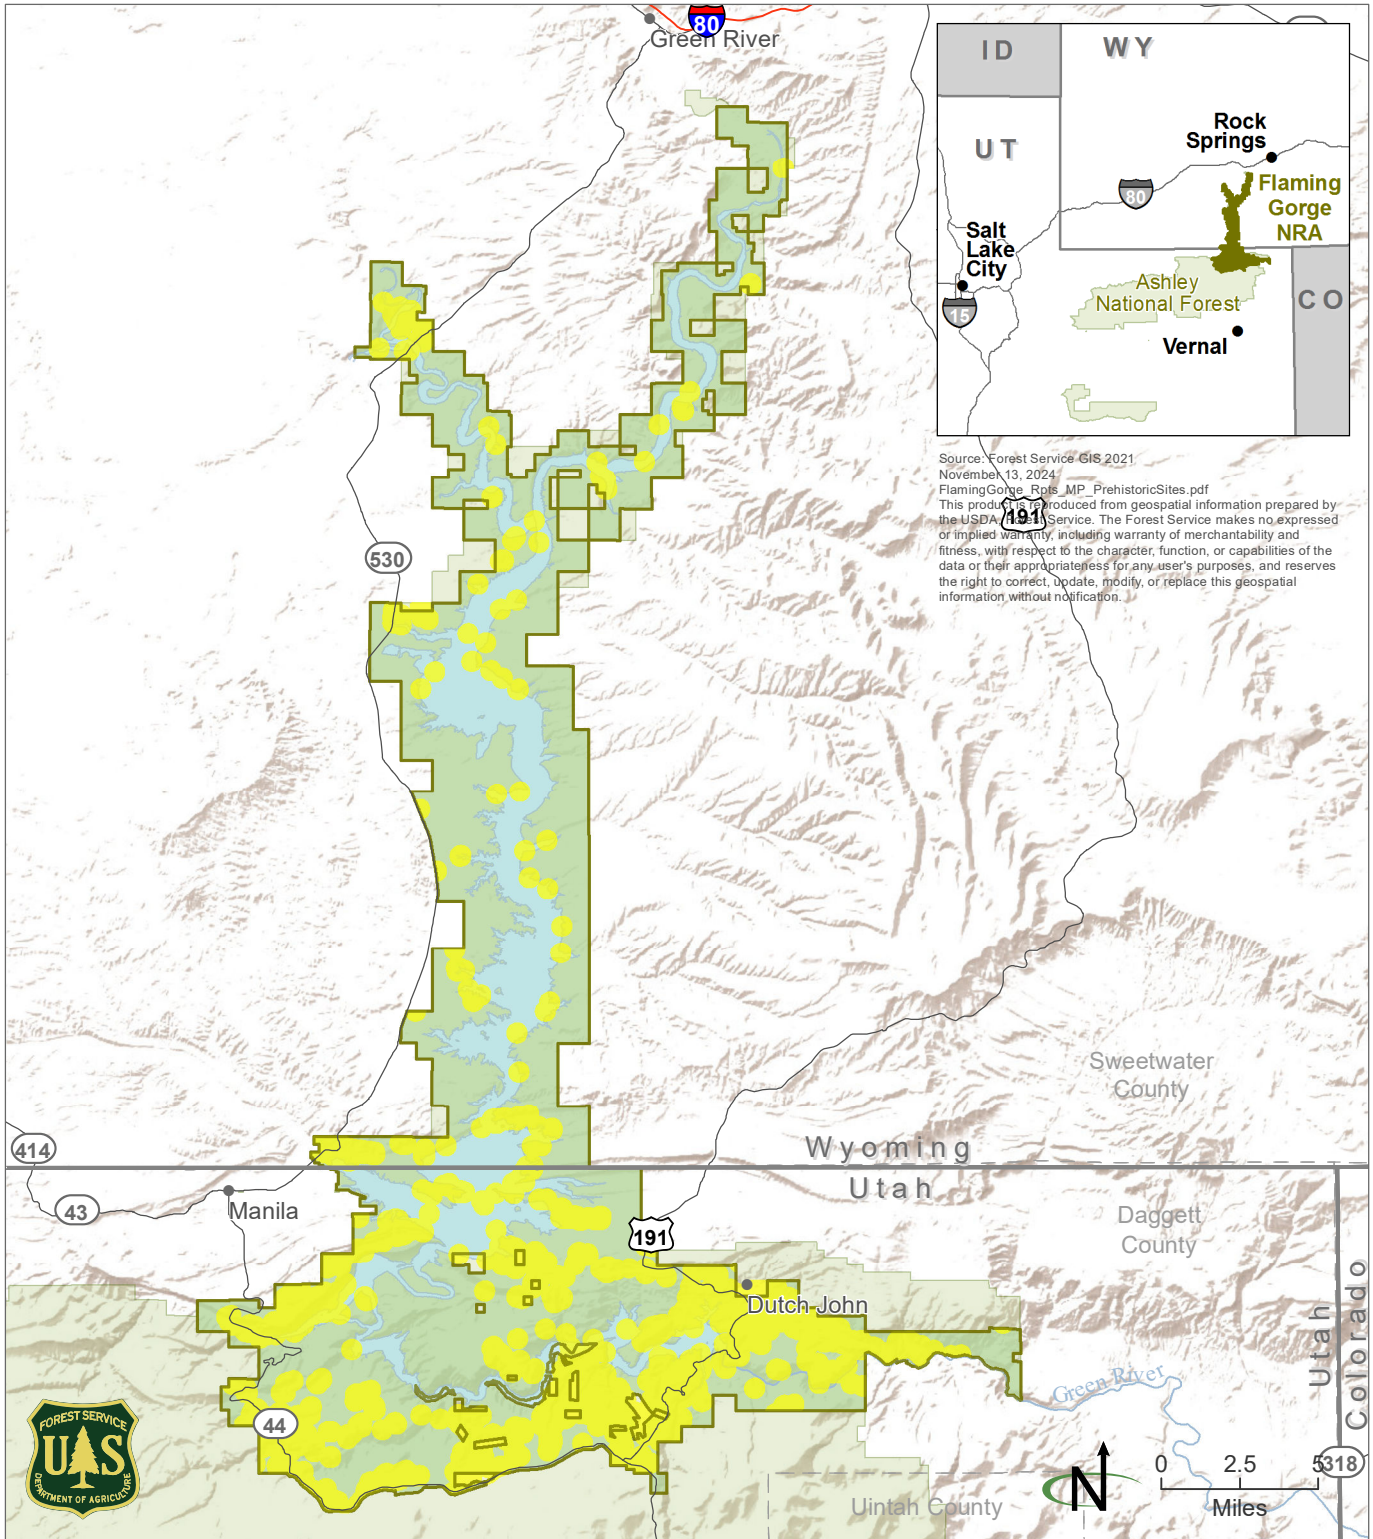 80
Green River
ID
WY
UT
Rock
Springs
80
Flaming
Gorge
NRA
Salt
Lake
City
15
Ashley
National Forest
CO
Vernal
Source: Forest Service GIS 2021
November 13, 2024
FlamingGorge_Rpts_MP_PrehistoricSites.pdf
This product is reproduced from geospatial information prepared by
the USDA, Forest Service. The Forest Service makes no expressed
or implied warranty, including warranty of merchantability and
fitness, with respect to the character, function, or capabilities of the
data or their appropriateness for any user's purposes, and reserves
the right to correct, update, modify, or replace this geospatial
information without notification.
191
530
Sweetwater
County
414
Wyoming
Utah
43
Manila
191
Daggett
County
Dutch John
Utah
Colorado
Green River
44
FOREST SERVICE
UAS
DEPARTMENT OF AGRICULTURE
Uintah County
N
0 2.5 5
Miles
318